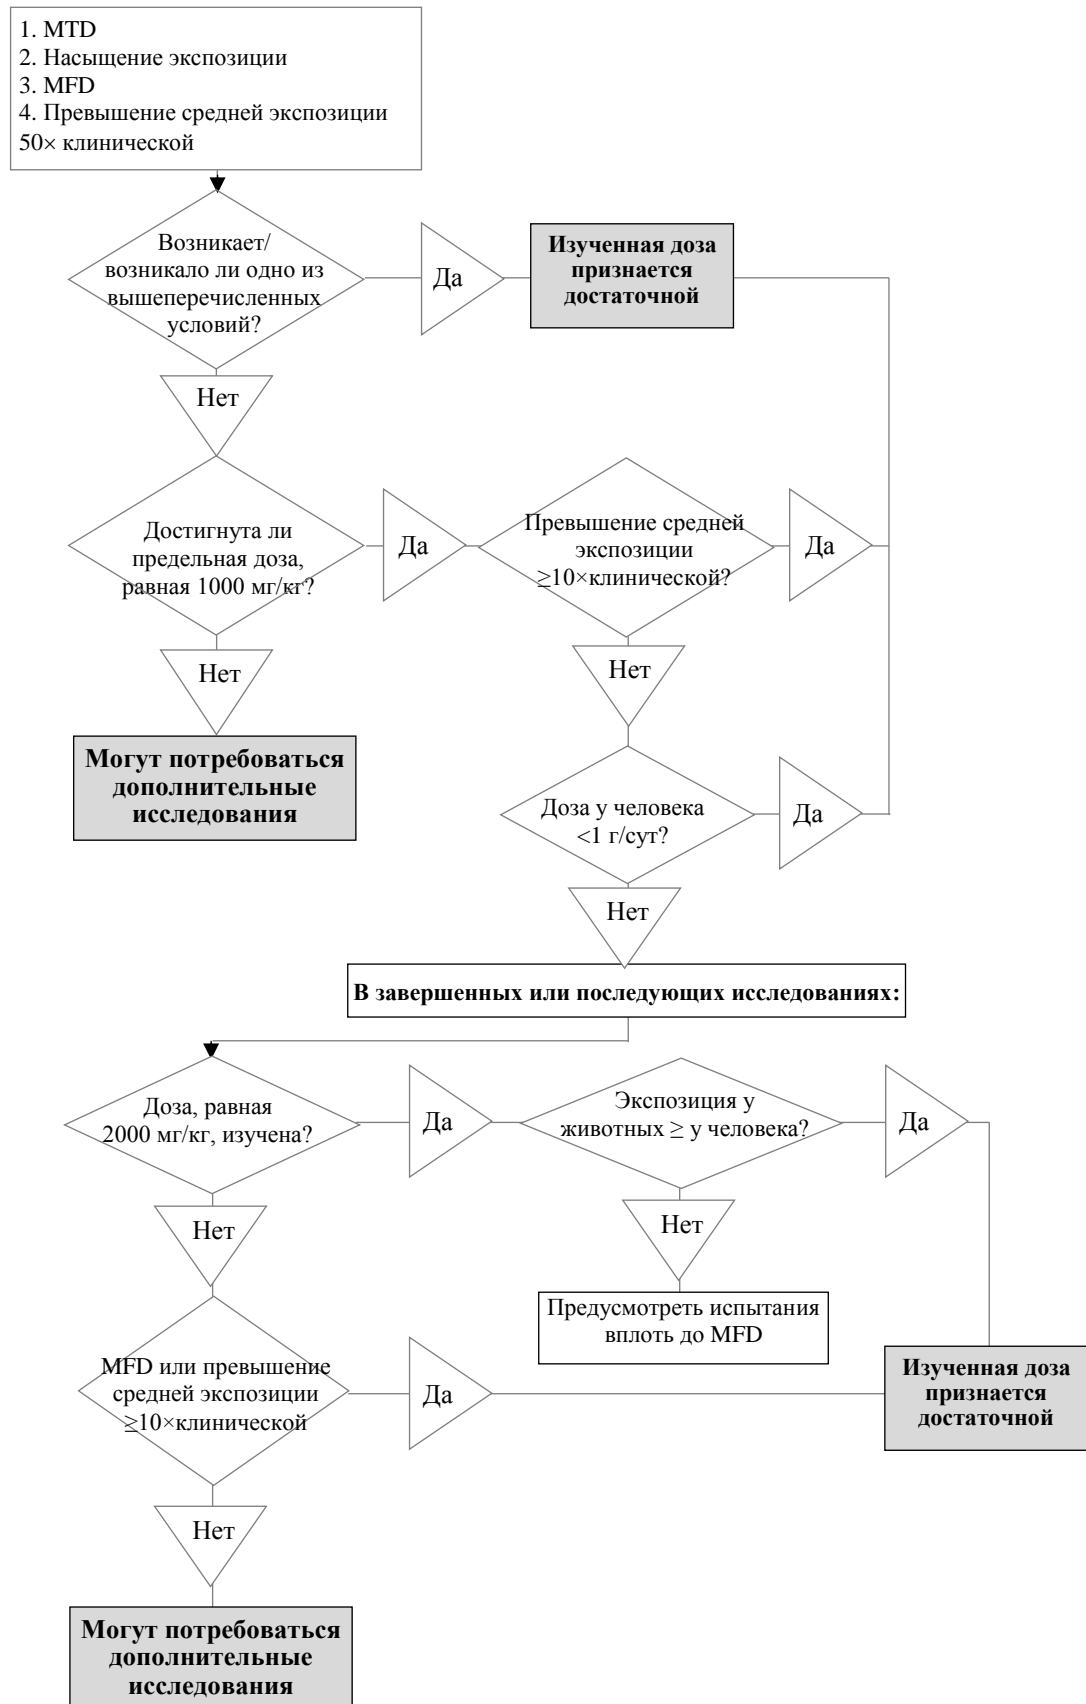 1. MTD
2. Насыщение экспозиции
3. MFD
4. Превышение средней экспозиции
50× клинической
Возникает/
возникало ли одно из
вышеперечисленных
условий?
Да
Изученная доза
признается
достаточной
Нет
Достигнута ли
предельная доза,
равная 1000 мг/кг?
Да
Превышение средней
экспозиции
≥10×клинической?
Да
Нет
Нет
Могут потребоваться
дополнительные
исследования
Доза у человека
<1 г/сут?
Да
Нет
В завершенных или последующих исследованиях:
Доза, равная
2000 мг/кг, изучена?
Да
Экспозиция у
животных ≥ у человека?
Да
Нет
Нет
Предусмотреть испытания
вплоть до MFD
MFD или превышение
средней экспозиции
≥10×клинической
Да
Изученная доза
признается
достаточной
Нет
Могут потребоваться
дополнительные
исследования